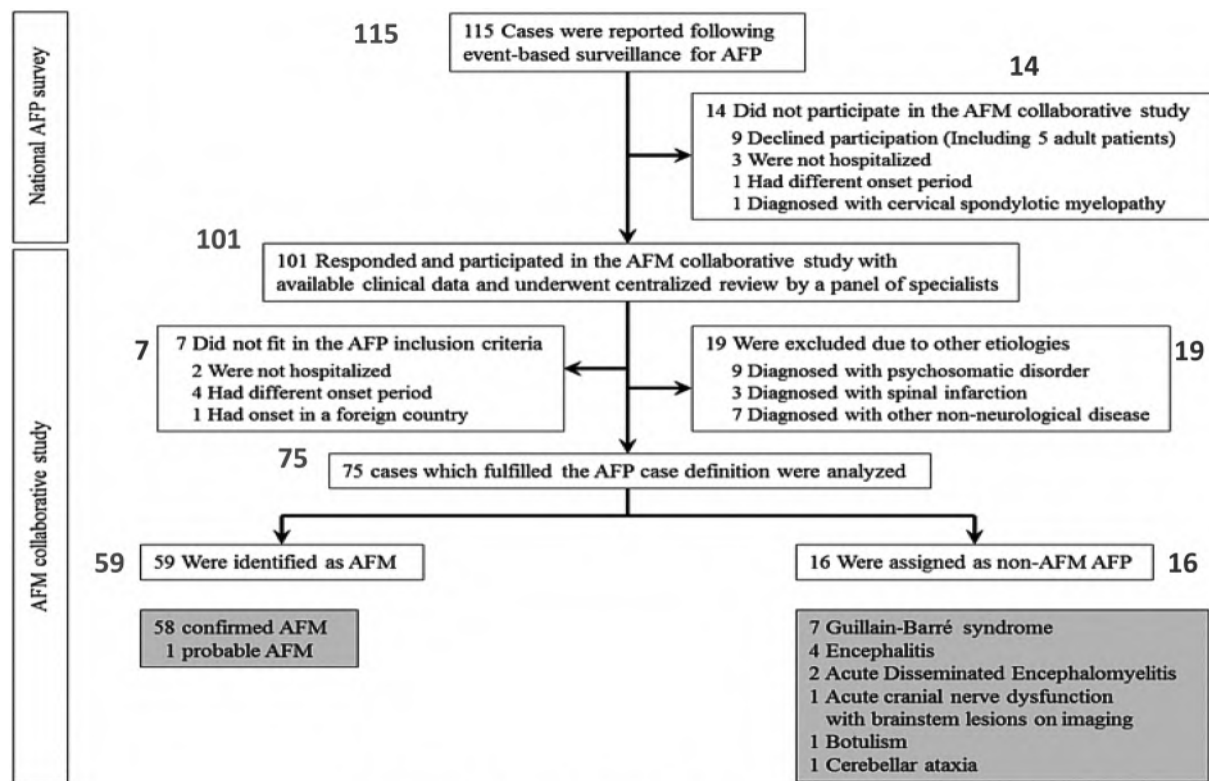 National AFP survey
115
115 Cases were reported following
event-based surveillance for AFP
14
14 Did not participate in the AFM collaborative study
9 Declined participation (Including 5 adult patients)
3 Were not hospitalized
1 Had different onset period
1 Diagnosed with cervical spondylotic myelopathy
AFM collaborative study
101
101 Responded and participated in the AFM collaborative study with
available clinical data and underwent centralized review by a panel of specialists
7
7 Did not fit in the AFP inclusion criteria
2 Were not hospitalized
4 Had different onset period
1 Had onset in a foreign country
19 Were excluded due to other etiologies
19
9 Diagnosed with psychosomatic disorder
3 Diagnosed with spinal infarction
7 Diagnosed with other non-neurological disease
75
75 cases which fulfilled the AFP case definition were analyzed
59
59 Were identified as AFM
16 Were assigned as non-AFM AFP
16
58 confirmed AFM
1 probable AFM
7 Guillain-Barré syndrome
4 Encephalitis
2 Acute Disseminated Encephalomyelitis
1 Acute cranial nerve dysfunction
with brainstem lesions on imaging
1 Botulism
1 Cerebellar ataxia